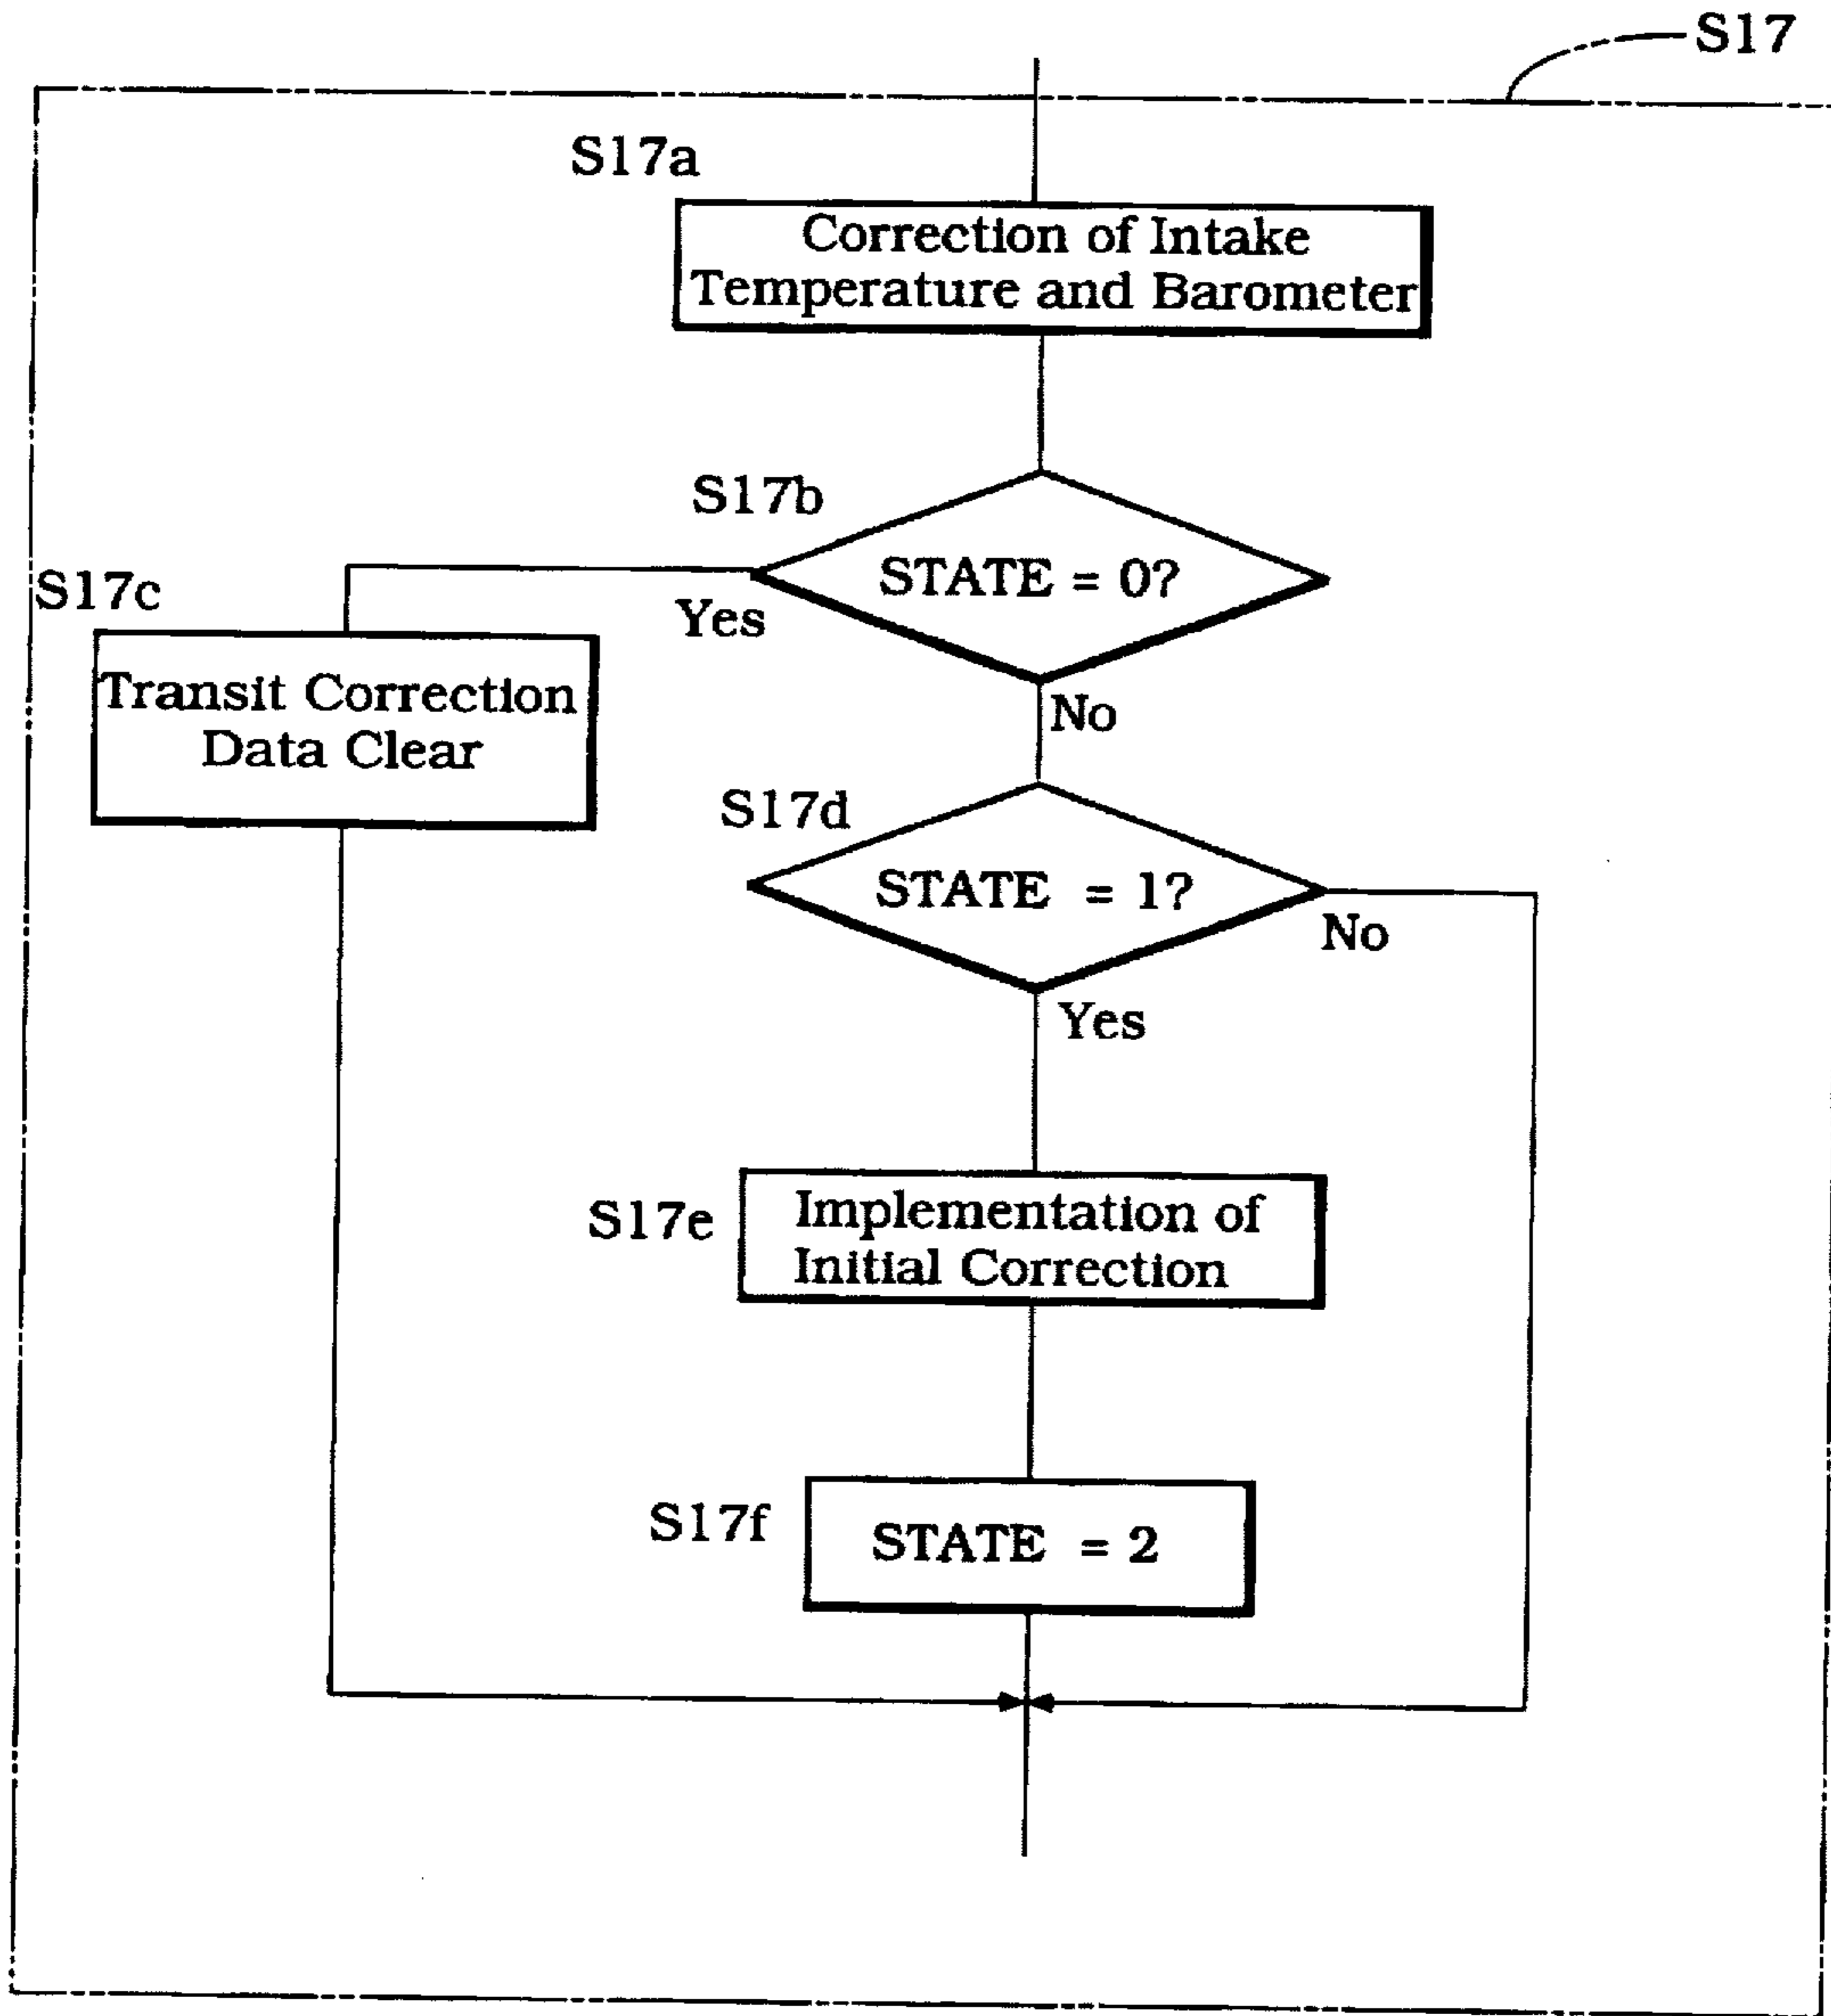 S17
S17a
Correction of Intake
Temperature and Barometer
S17b
STATE = 0?
Yes
No
S17c
Transit Correction
Data Clear
S17d
STATE = 1?
No
Yes
S17e
Implementation of
Initial Correction
S17f
STATE = 2